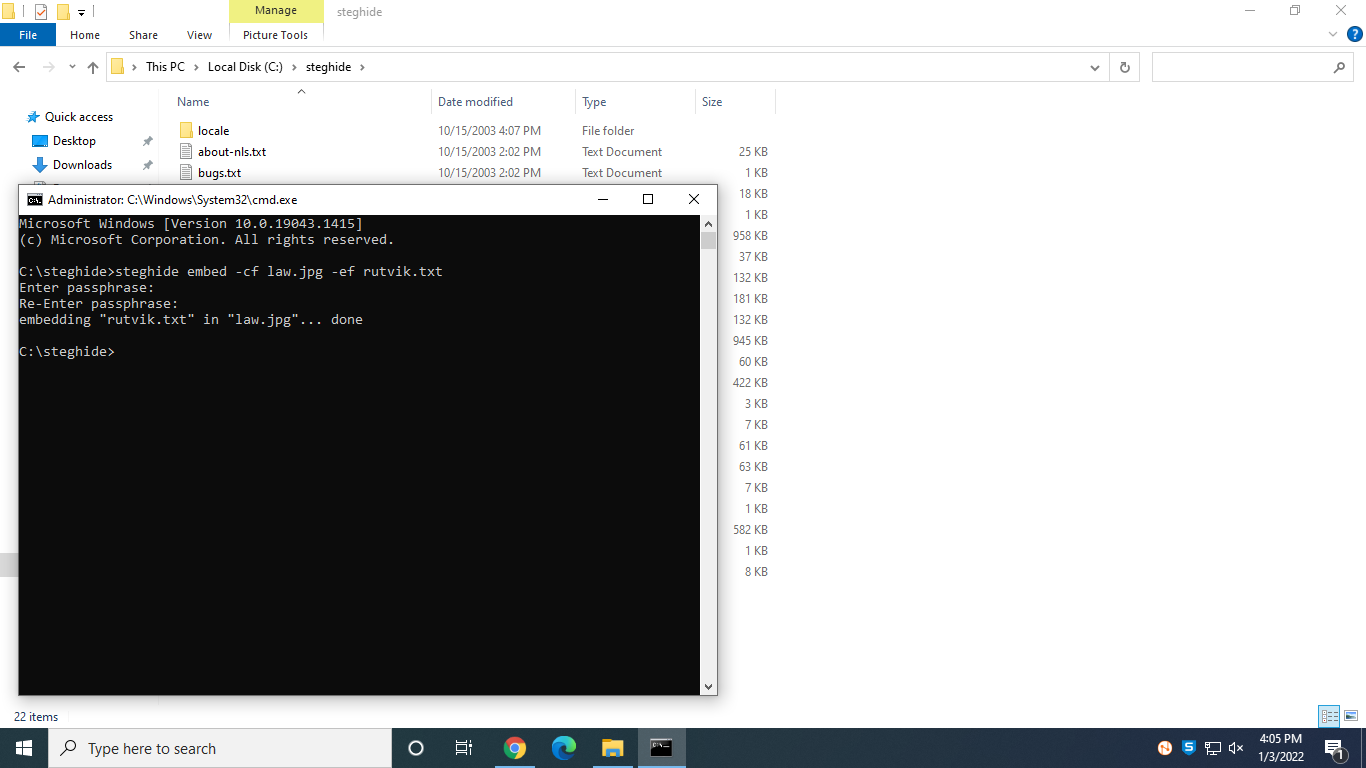 Manage
steghide
File
Home
Share
View
Picture Tools
This PC
Local Disk (C:)
steghide
Name
Date modified
Type
Size
Quick access
Desktop
Downloads
locale
10/15/2003 4:07 PM
File folder
about-nls.txt
10/15/2003 2:02 PM
Text Document
25 KB
bugs.txt
10/15/2003 2:02 PM
Text Document
1 KB
18 KB
1 KB
958 KB
37 KB
132 KB
181 KB
132 KB
945 KB
60 KB
422 KB
3 KB
7 KB
61 KB
63 KB
7 KB
1 KB
582 KB
1 KB
8 KB
Administrator: C:\Windows\System32\cmd.exe
Microsoft Windows [Version 10.0.19043.1415]
(c) Microsoft Corporation. All rights reserved.
C:\steghide>steghide embed -cf law.jpg -ef rutvik.txt
Enter passphrase:
Re-Enter passphrase:
embedding "rutvik.txt" in "law.jpg"... done
C:\steghide>
22 items
Type here to search
4:05 PM
1/3/2022
1